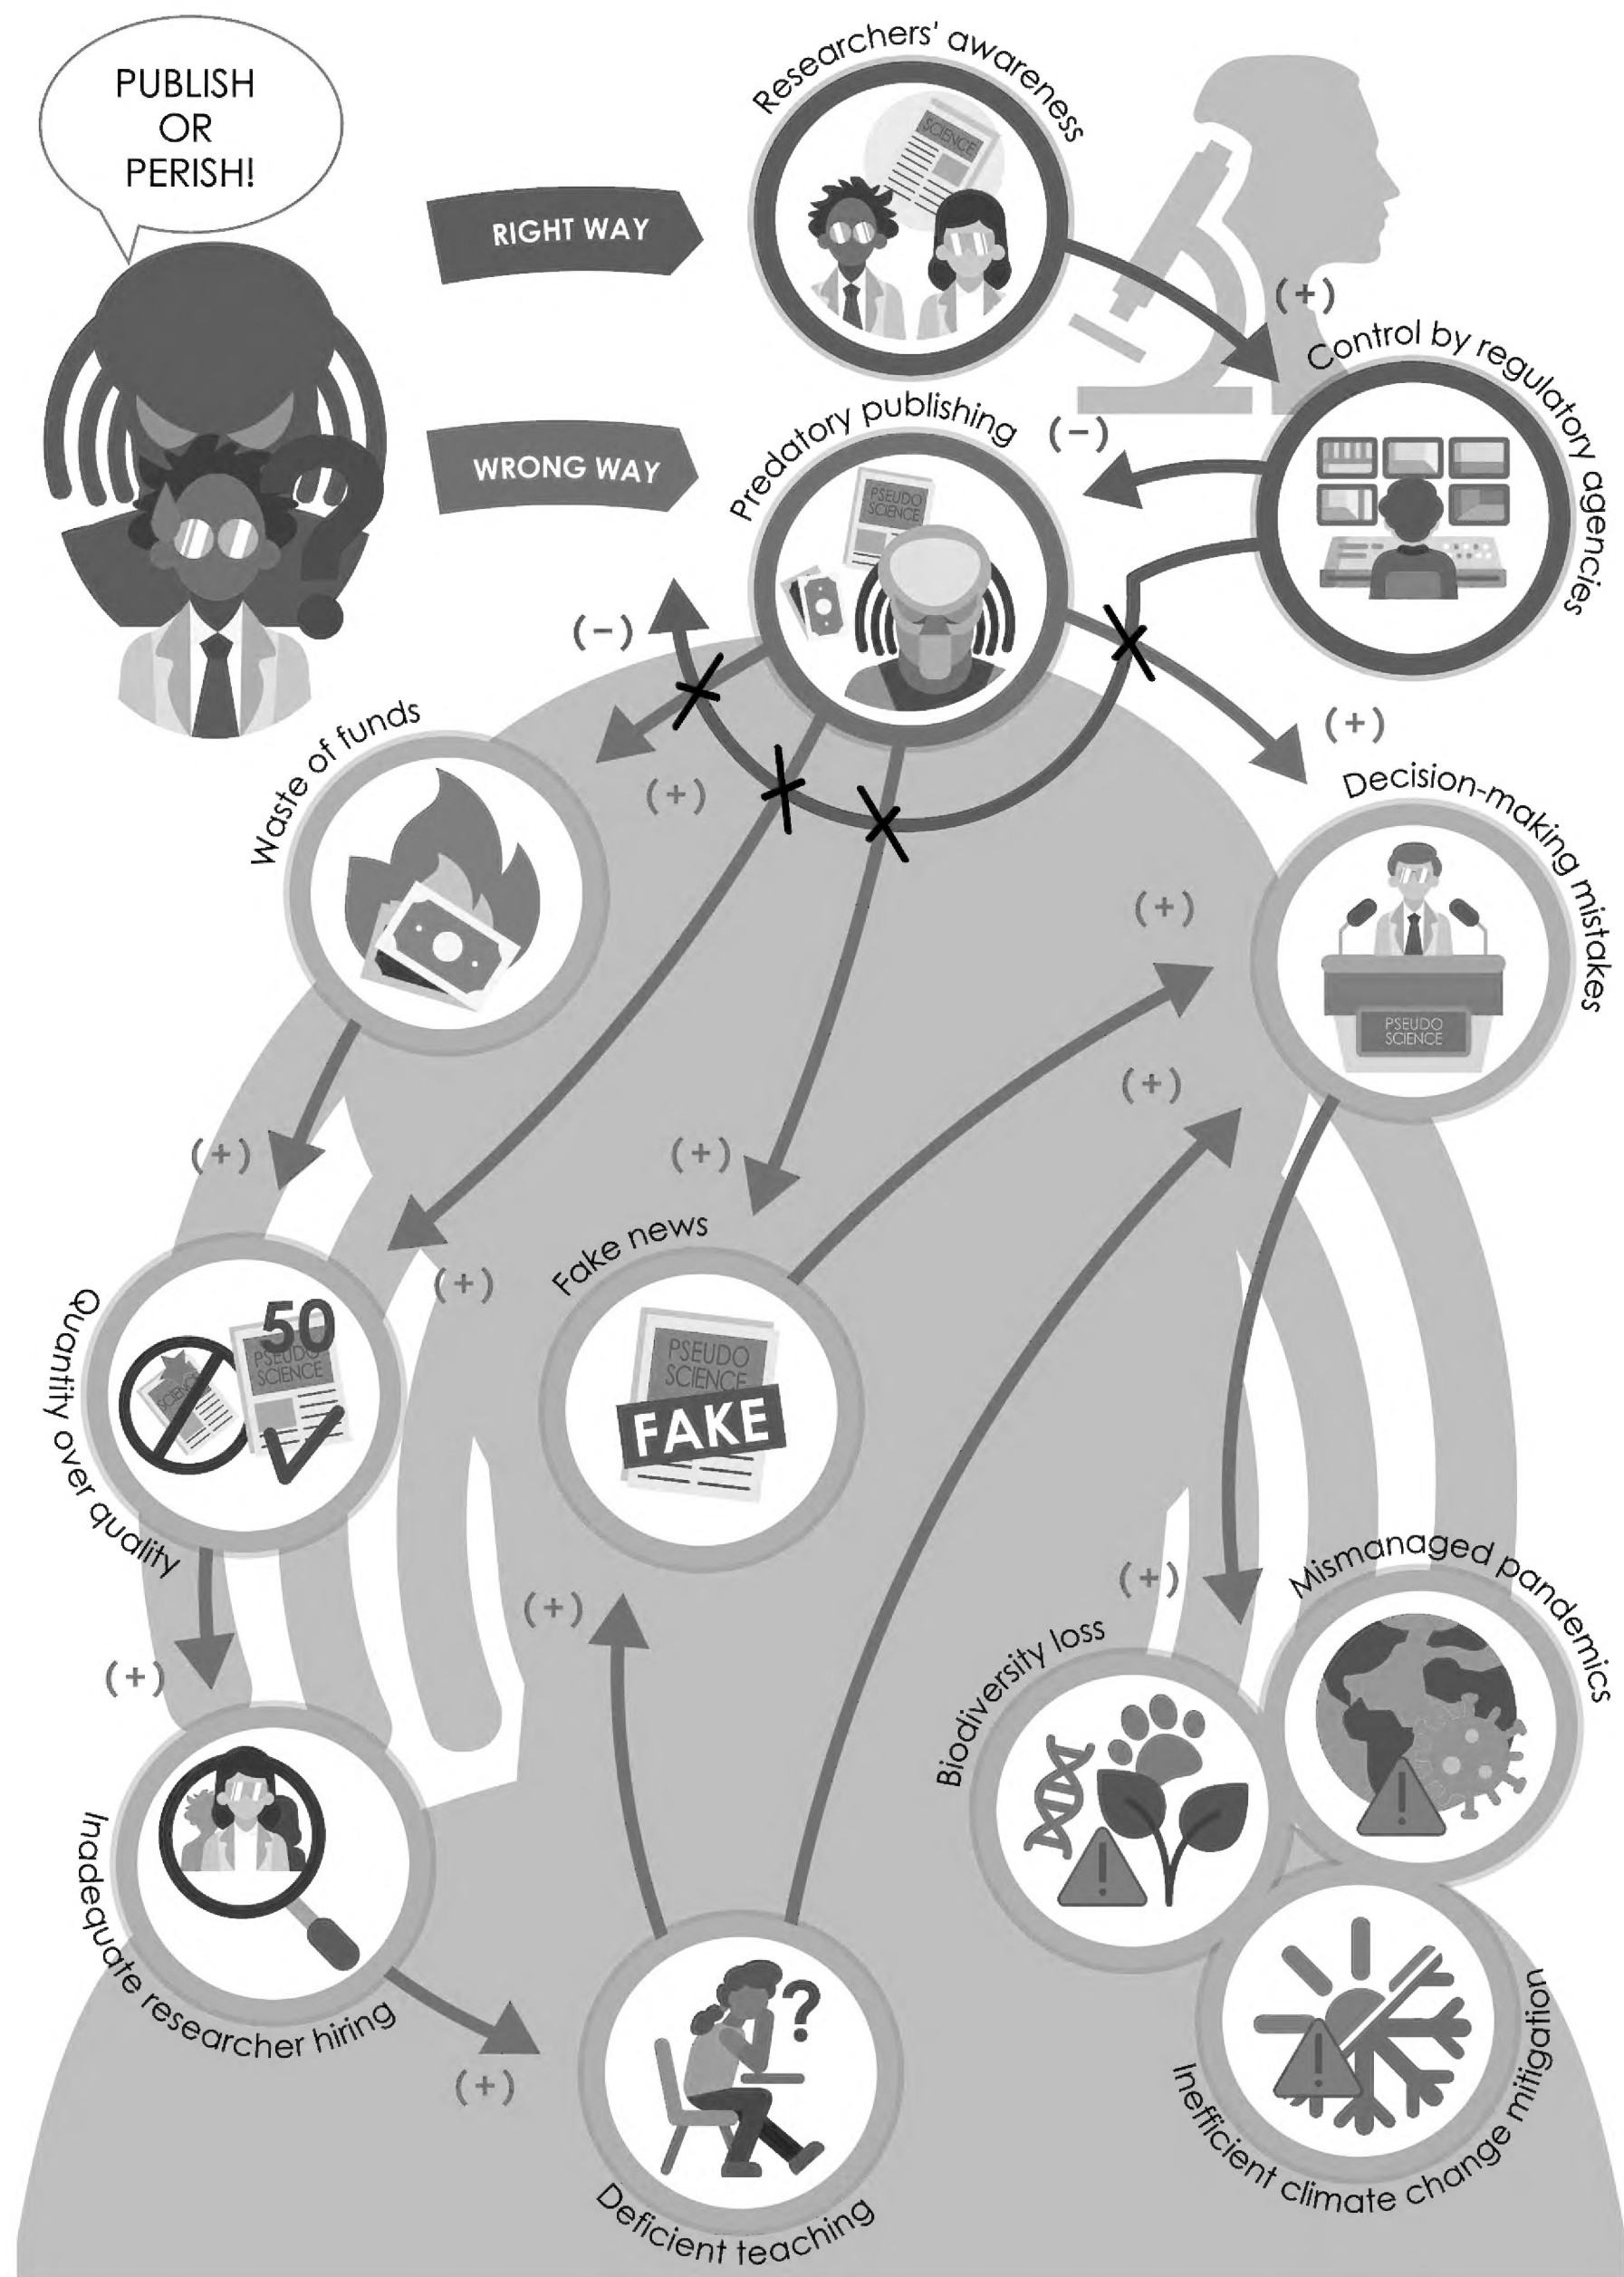 PUBLISH
OR
PERISH!
RIGHT WAY
Researchers' awareness
SCIENCE
(+)
Control by regulatory agencies
WRONG WAY
Predatory publishing
(-)
PSEUDO
SCIENCE
(-)
(+)
(+)
Waste of funds
Decision-making mistakes
PSEUDO
SCIENCE
(+)
(+)
(+)
(+)
(+)
Quantity over quality
SCIENCE
50
PSEUDO
SCIENCE
Fake news
PSEUDO
SCIENCE
FAKE
(+)
(+)
(+)
Biodiversity loss
Mismanaged pandemics
Inadequate researcher hiring
(+)
?
Deficient teaching
Inefficient climate change mitigation